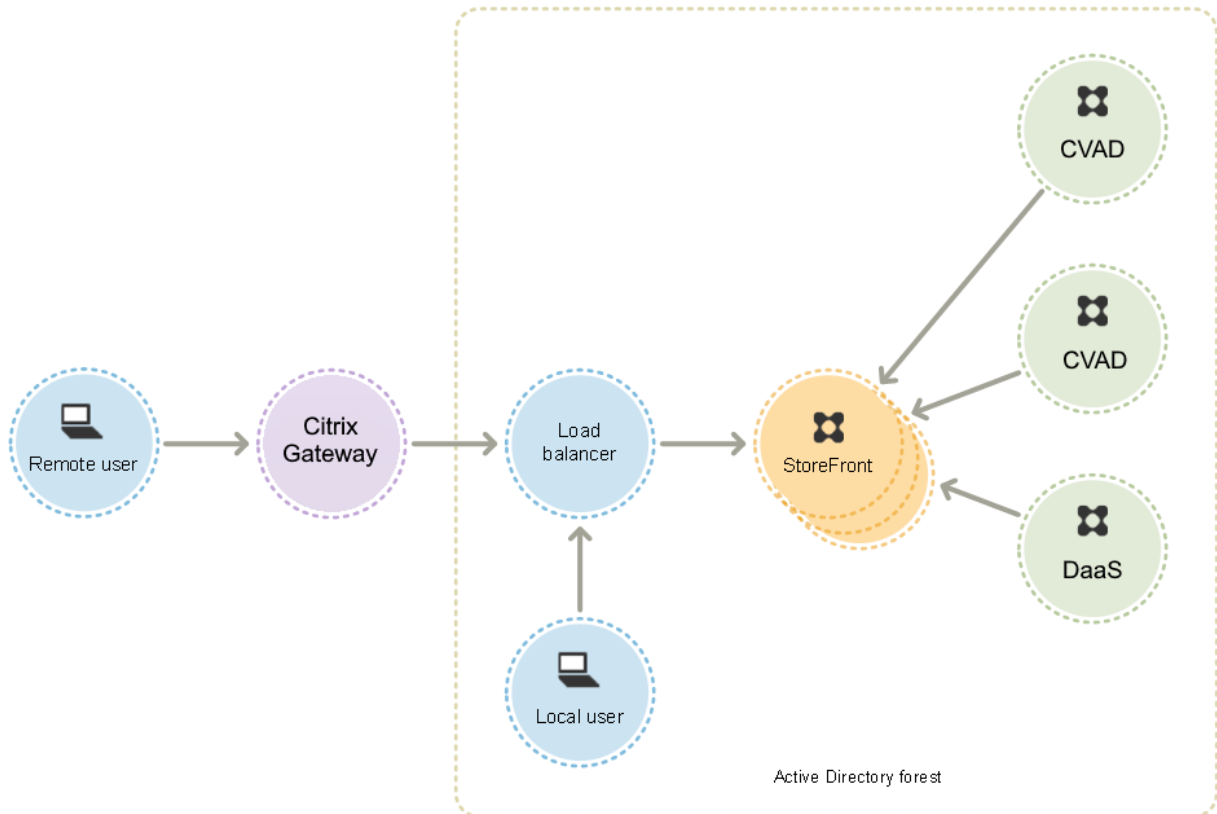 CVAD
CVAD
Remote user
Citrix
Gateway
Load
balancer
StoreFront
DaaS
Local user
Active Directory forest